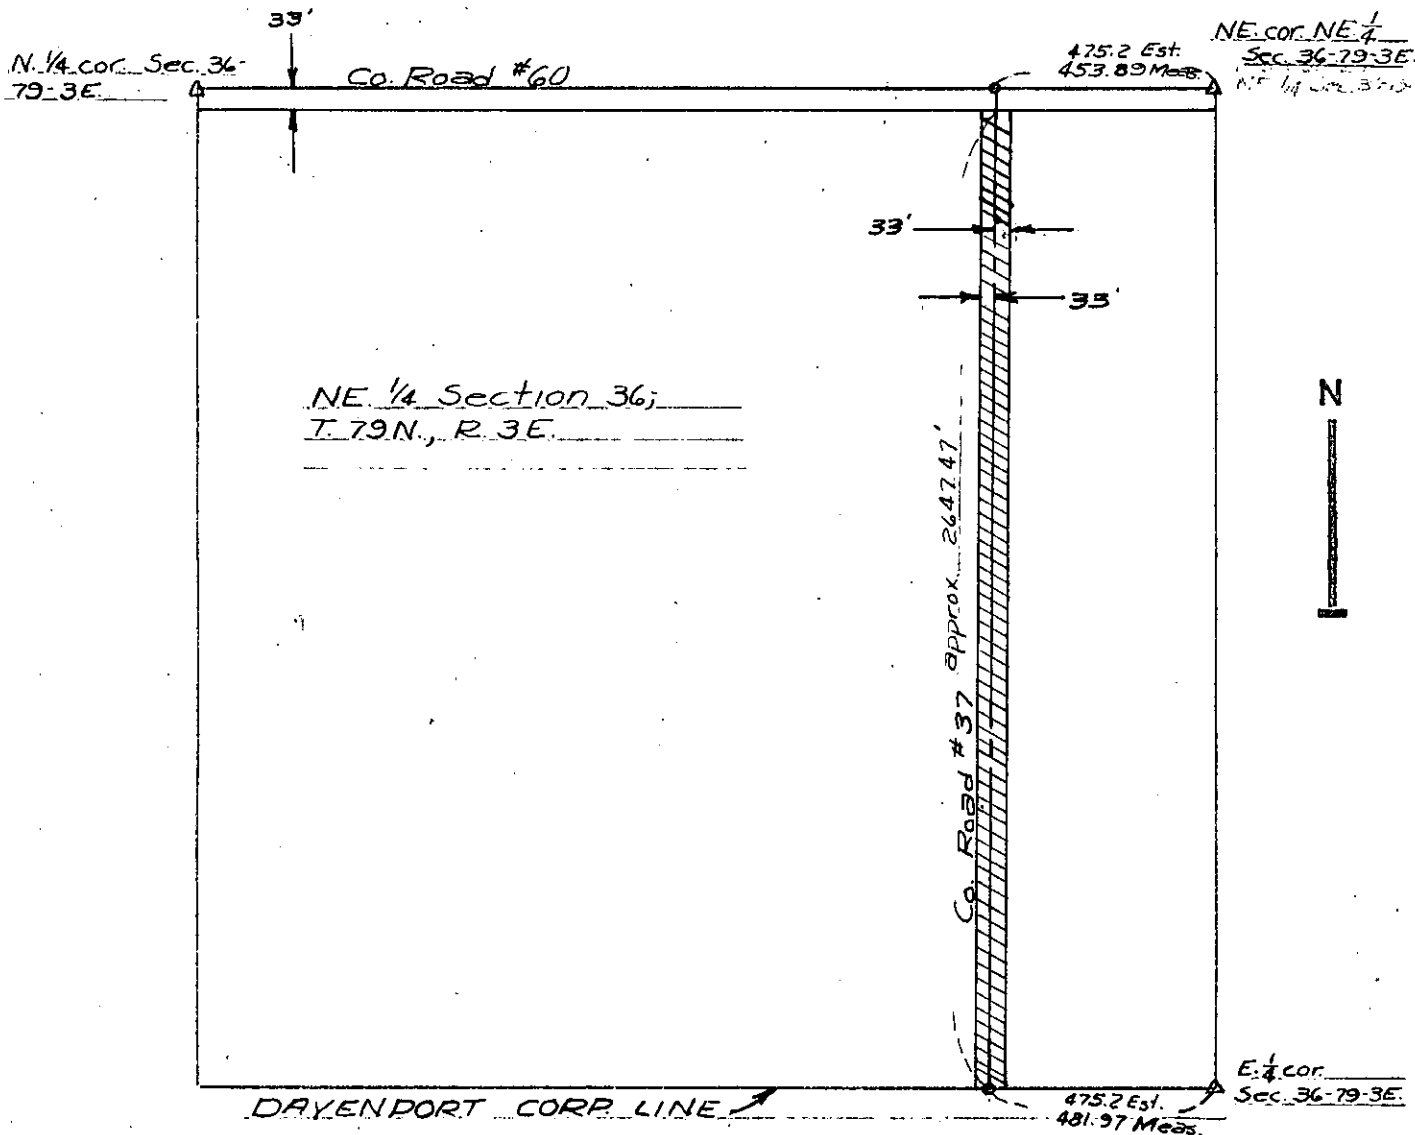 33'
N. 1/4 cor. Sec. 36-
79-3E.
Co. Road #60
475.2 Est.
453.89 Meas.
NE. cor. NE. 1/4
Sec. 36-79-3E.
33'
33'
NE. 1/4 Section 36;
T. 79N., R. 3E.
N
Co. Road #37 approx. 2647.47'
DAVENPORT CORP. LINE
475.2 Est.
481.97 Meas.
E. 1/4 cor.
Sec. 36-79-3E.